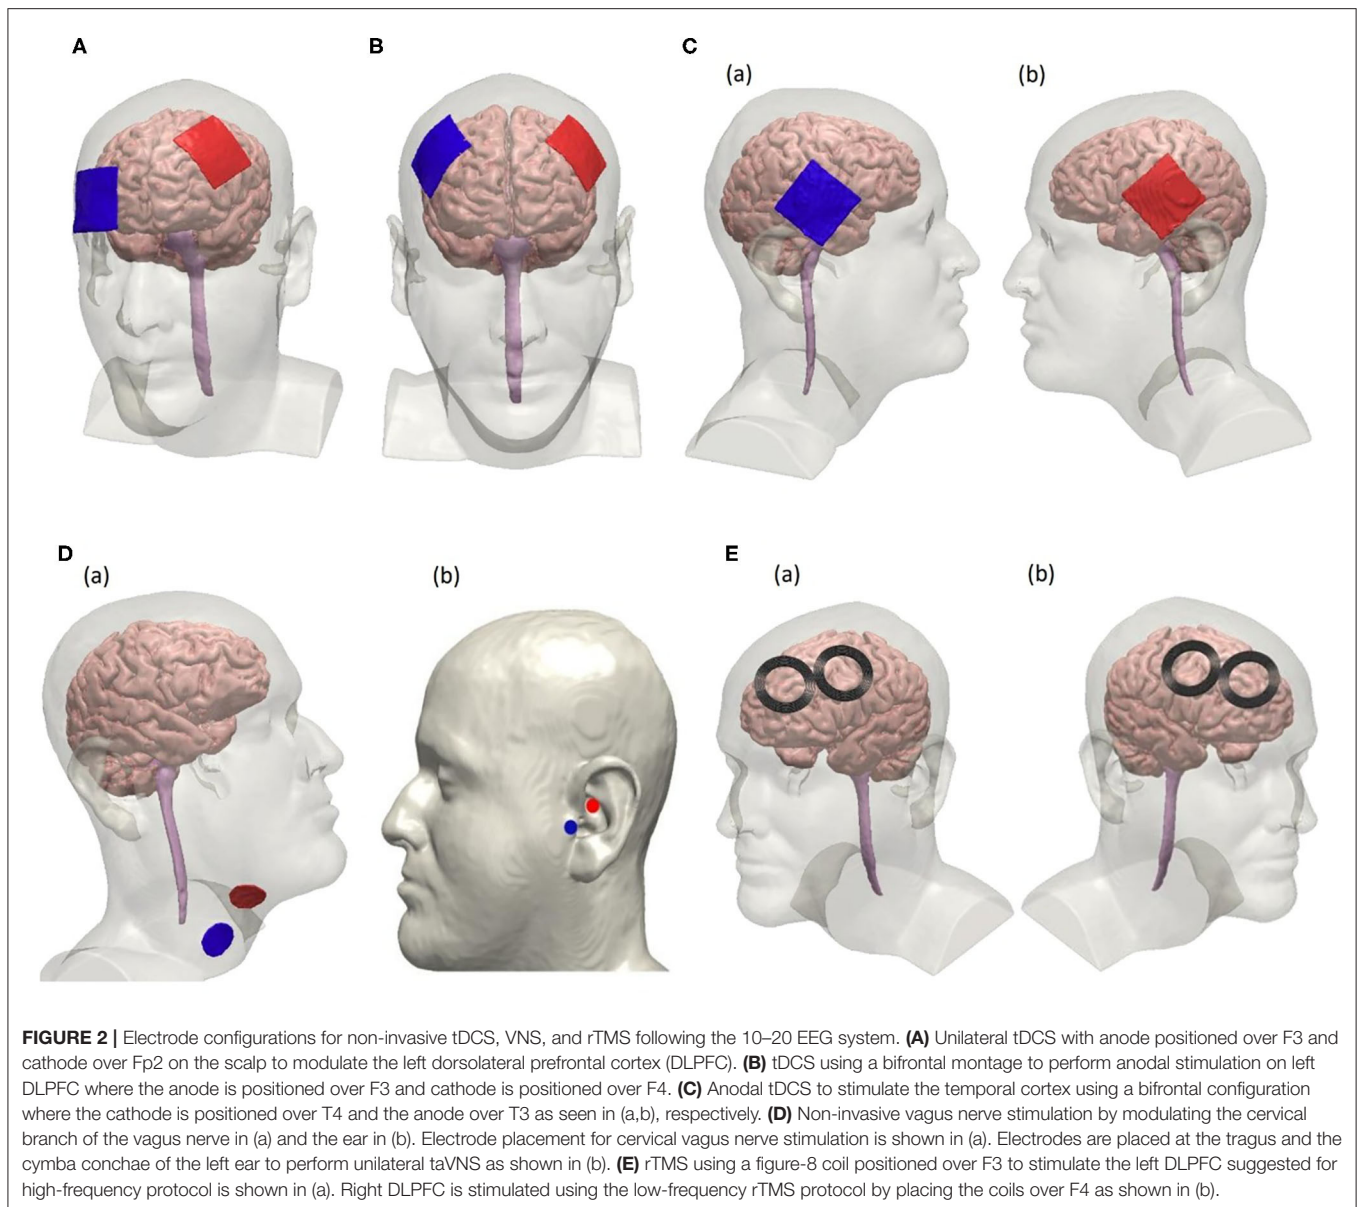 A
B
C
(a)
(b)
D
(a)
(b)
E
(a)
(b)
FIGURE 2 | Electrode configurations for non-invasive tDCS, VNS, and rTMS following the 10–20 EEG system. (A) Unilateral tDCS with anode positioned over F3 and
cathode over Fp2 on the scalp to modulate the left dorsolateral prefrontal cortex (DLPFC). (B) tDCS using a bifrontal montage to perform anodal stimulation on left
DLPFC where the anode is positioned over F3 and cathode is positioned over F4. (C) Anodal tDCS to stimulate the temporal cortex using a bifrontal configuration
where the cathode is positioned over T4 and the anode over T3 as seen in (a,b), respectively. (D) Non-invasive vagus nerve stimulation by modulating the cervical
branch of the vagus nerve in (a) and the ear in (b). Electrode placement for cervical vagus nerve stimulation is shown in (a). Electrodes are placed at the tragus and the
cymba conchae of the left ear to perform unilateral taVNS as shown in (b). (E) rTMS using a figure-8 coil positioned over F3 to stimulate the left DLPFC suggested for
high-frequency protocol is shown in (a). Right DLPFC is stimulated using the low-frequency rTMS protocol by placing the coils over F4 as shown in (b).